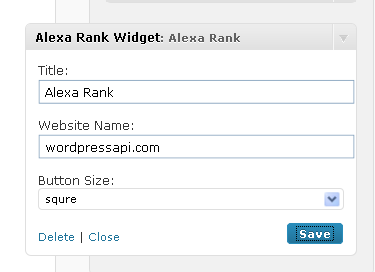 Alexa Rank Widget: Alexa Rank
Title:
Alexa Rank
Website Name:
wordpressapi.com
Button Size:
squre
Delete | Close Save